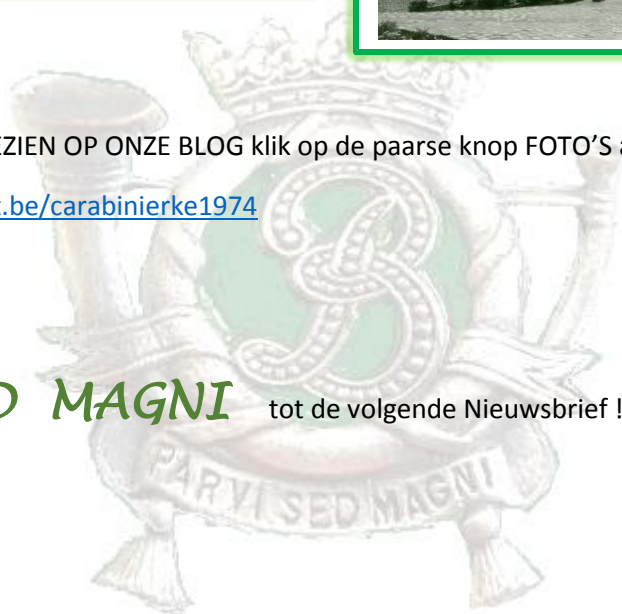 EZIEN OP ONZE BLOG klik op de paarse knop FOTO'S a
t.be/carabinierke1974
D MAGNI tot de volgende Nieuwsbrief !
PARVI SED MAGNI